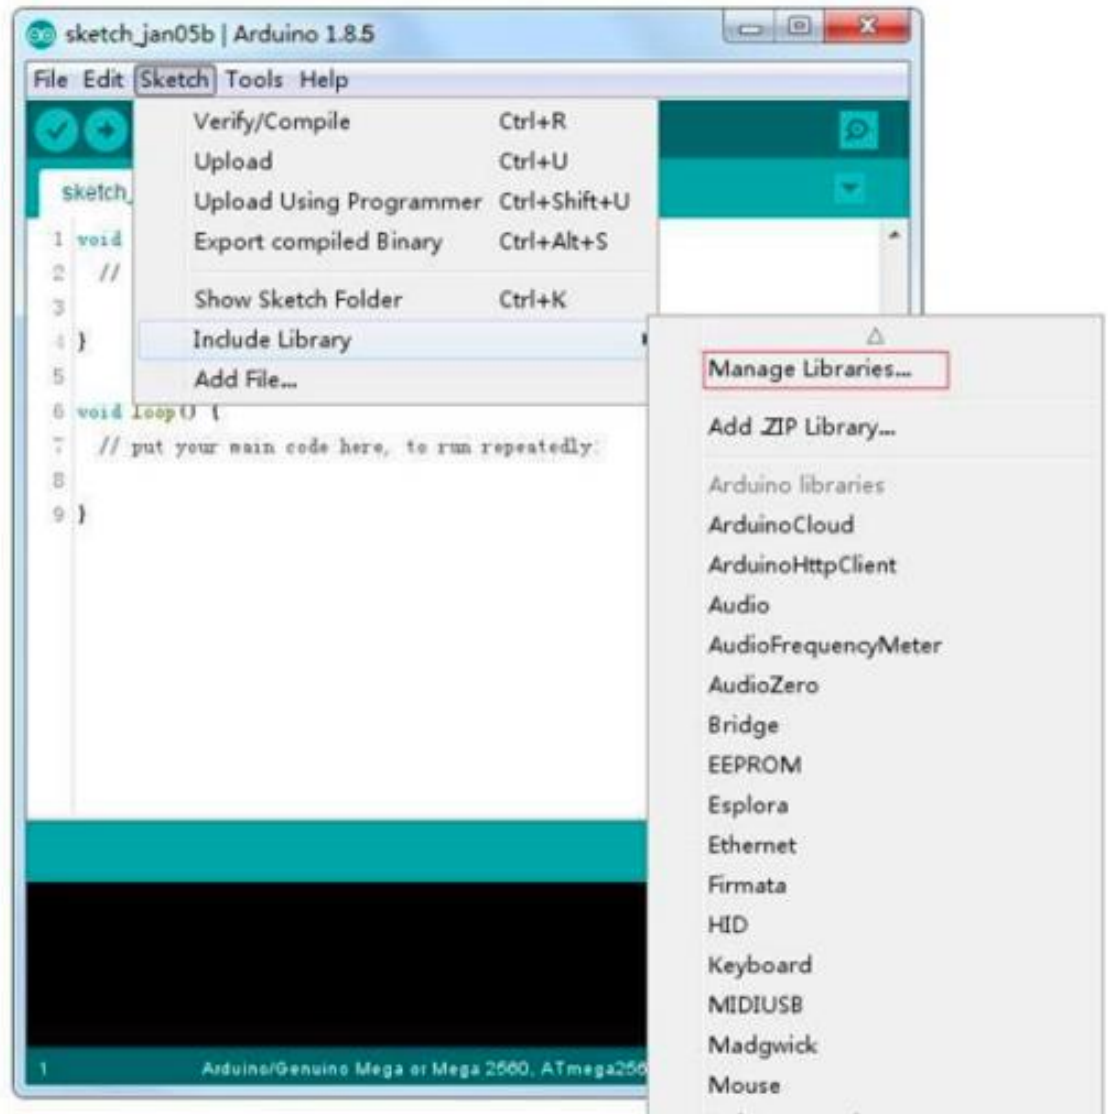 sketch_jan05b | Arduino 1.8.5
File Edit Sketch Tools Help
Verify/Compile Ctrl+R
Upload Ctrl+U
Upload Using Programmer Ctrl+Shift+U
Export compiled Binary Ctrl+Alt+S
Show Sketch Folder Ctrl+K
Include Library
Add File...
sketch_
1 void
2 //
3
4 }
5
6 void loop() {
7 // put your main code here, to run repeatedly:
8
9 }
Manage Libraries...
Add .ZIP Library...
Arduino libraries
ArduinoCloud
ArduinoHttpClient
Audio
AudioFrequencyMeter
AudioZero
Bridge
EEPROM
Esplora
Ethernet
Firmata
HID
Keyboard
MIDIUSB
Madgwick
Mouse
1 Arduino/Genuino Mega or Mega 2560, ATmega256